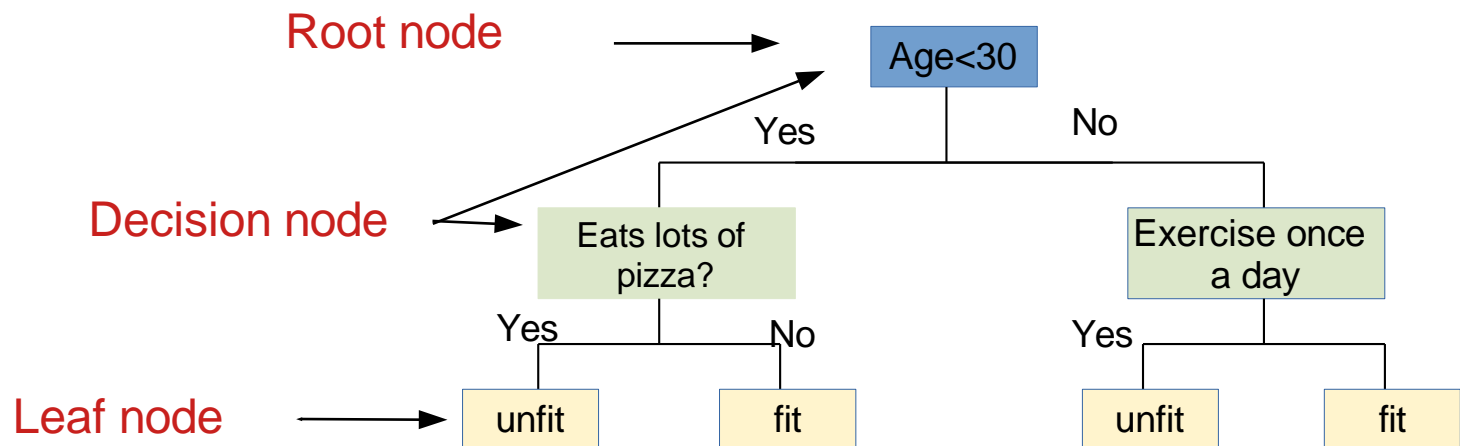 Root node
Age<30
Yes
No
Decision node
Eats lots of
pizza?
Exercise once
a day
Yes
No
Yes
Leaf node
unfit
fit
unfit
fit